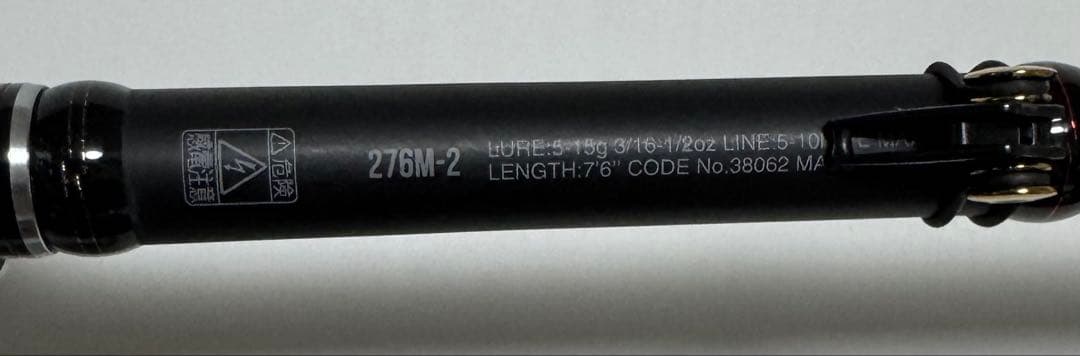 ⚠危険
感電注意
276M-2
LURE:5-15g 3/16-1/2oz LINE:5-10
LENGTH:7'6" CODE No.38062 MA